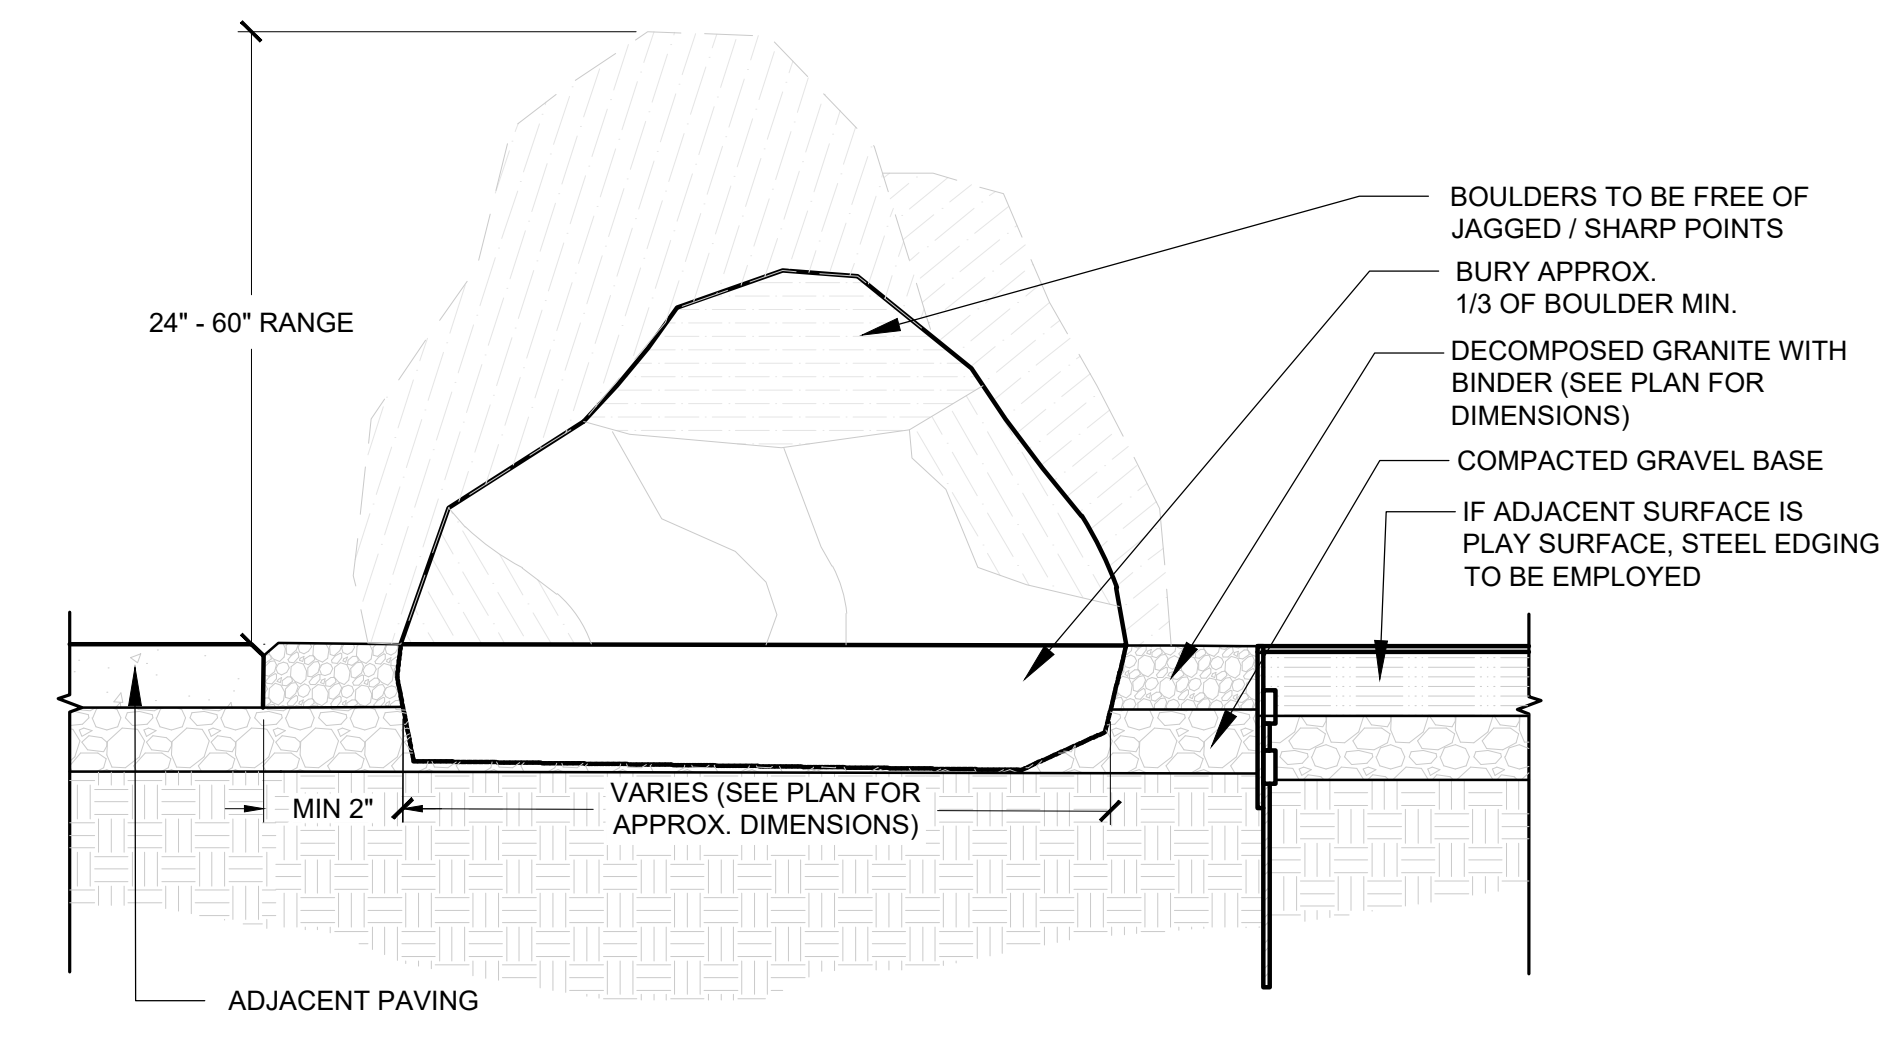 BOULDERS TO BE FREE OF
JAGGED / SHARP POINTS
BURY APPROX.
1/3 OF BOULDER MIN.
24" - 60" RANGE
DECOMPOSED GRANITE WITH
BINDER (SEE PLAN FOR
DIMENSIONS)
COMPACTED GRAVEL BASE
IF ADJACENT SURFACE IS
PLAY SURFACE, STEEL EDGING
TO BE EMPLOYED
MIN 2"
VARIES (SEE PLAN FOR
APPROX. DIMENSIONS)
ADJACENT PAVING